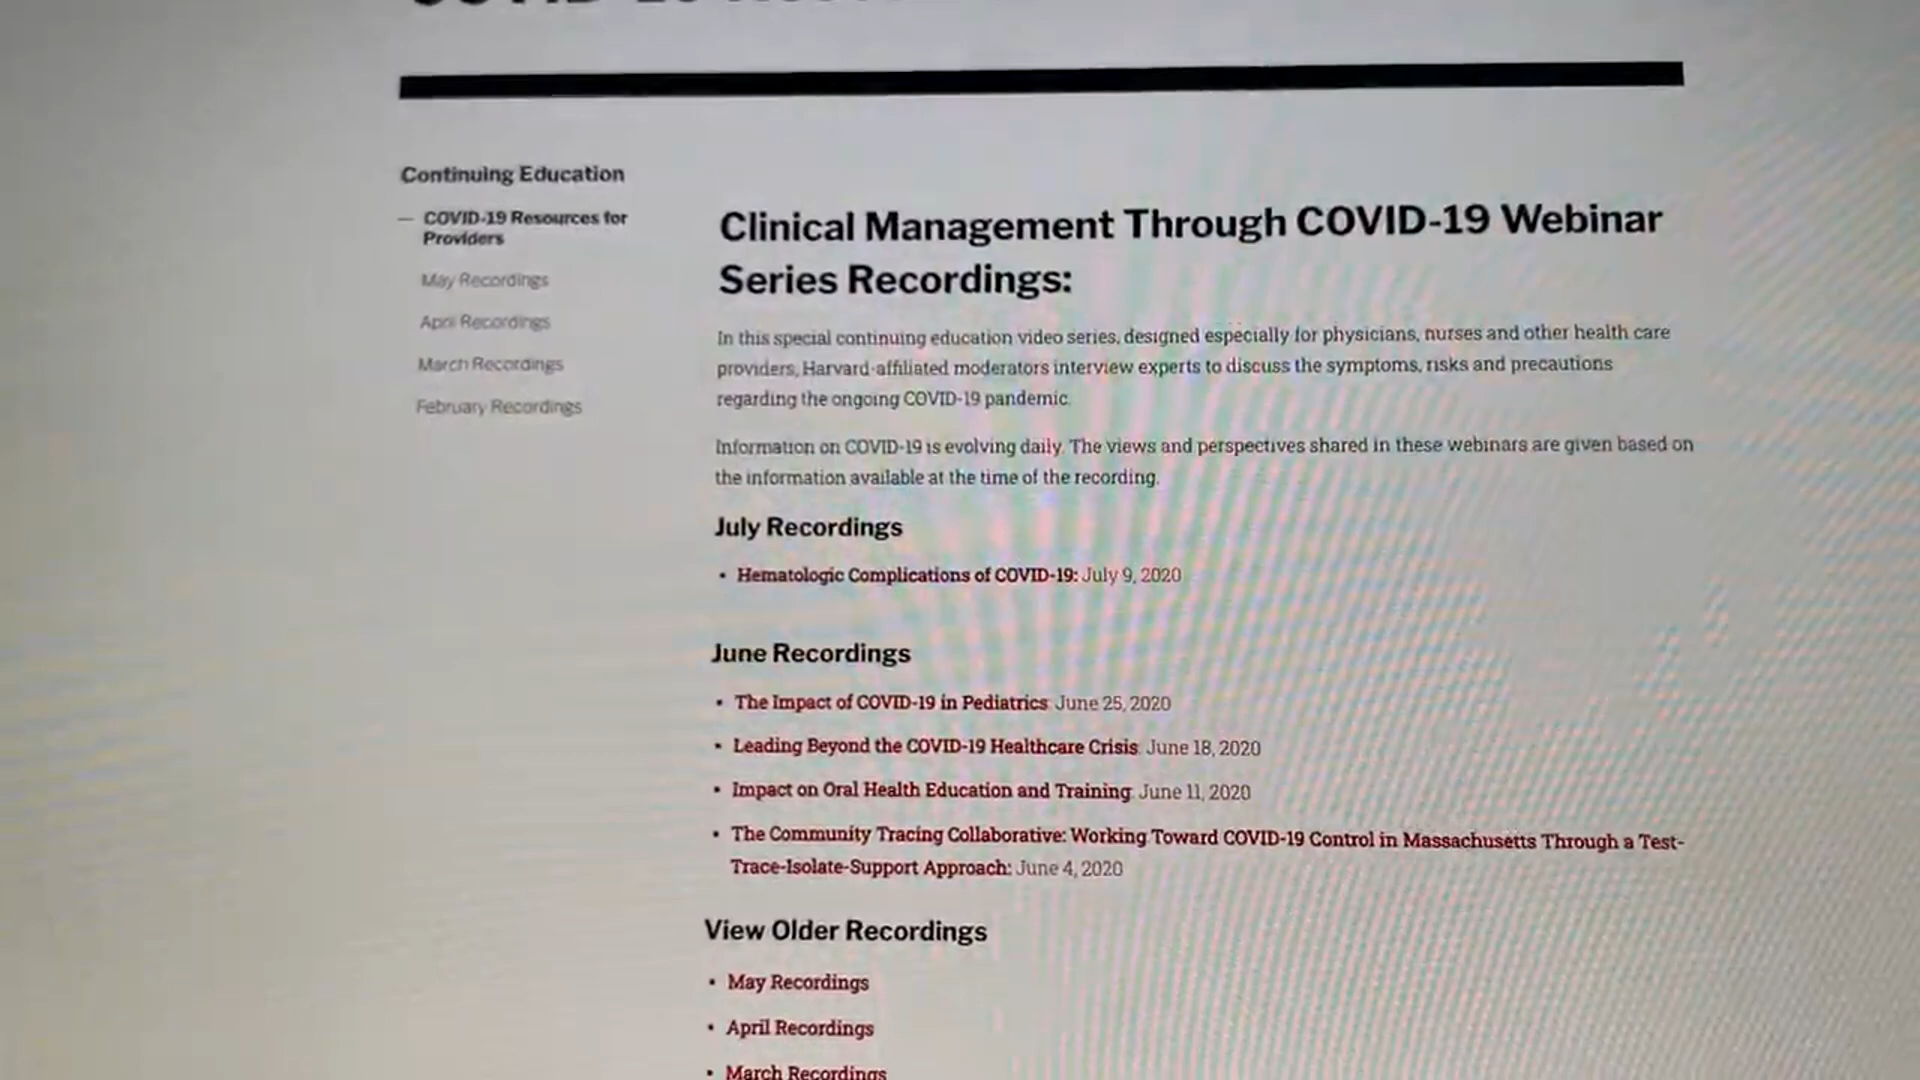 Continuing Education
— COVID-19 Resources for
Providers
May Recordings
April Recordings
March Recordings
February Recordings
Clinical Management Through COVID-19 Webinar
Series Recordings:
In this special continuing education video series, designed especially for physicians, nurses and other health care
providers, Harvard-affiliated moderators interview experts to discuss the symptoms, risks and precautions
regarding the ongoing COVID-19 pandemic.
Information on COVID-19 is evolving daily. The views and perspectives shared in these webinars are given based on
the information available at the time of the recording.
July Recordings
• Hematologic Complications of COVID-19: July 9, 2020
June Recordings
• The Impact of COVID-19 in Pediatrics: June 25, 2020
• Leading Beyond the COVID-19 Healthcare Crisis: June 18, 2020
• Impact on Oral Health Education and Training: June 11, 2020
• The Community Tracing Collaborative: Working Toward COVID-19 Control in Massachusetts Through a Test-
Trace-Isolate-Support Approach: June 4, 2020
View Older Recordings
• May Recordings
• April Recordings
• March Recordings